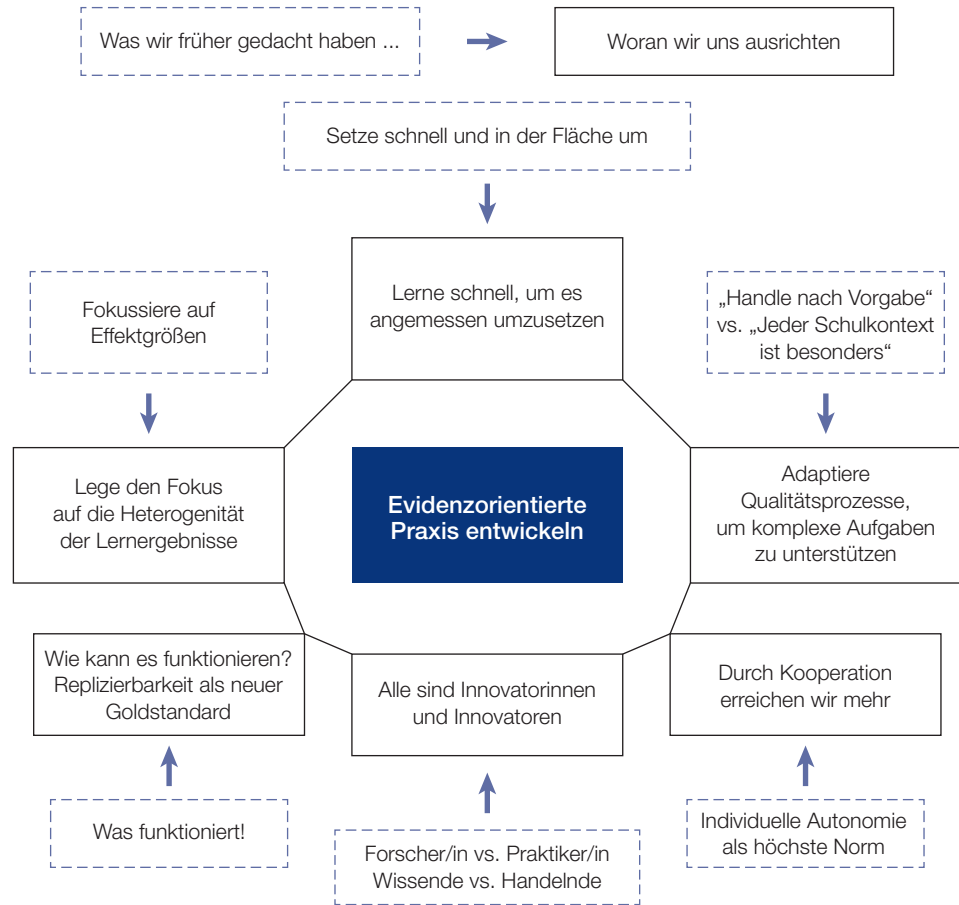 Was wir früher gedacht haben ...
Woran wir uns ausrichten
Setze schnell und in der Fläche um
Lerne schnell, um es
angemessen umzusetzen
Fokussiere auf
Effektgrößen
„Handle nach Vorgabe“
vs. „Jeder Schulkontext
ist besonders“
Lege den Fokus
auf die Heterogenität
der Lernergebnisse
Evidenzorientierte
Praxis entwickeln
Adaptiere
Qualitätsprozesse,
um komplexe Aufgaben
zu unterstützen
Wie kann es funktionieren?
Replizierbarkeit als neuer
Goldstandard
Alle sind Innovatorinnen
und Innovatoren
Durch Kooperation
erreichen wir mehr
Was funktioniert!
Forscher/in vs. Praktiker/in
Wissende vs. Handelnde
Individuelle Autonomie
als höchste Norm